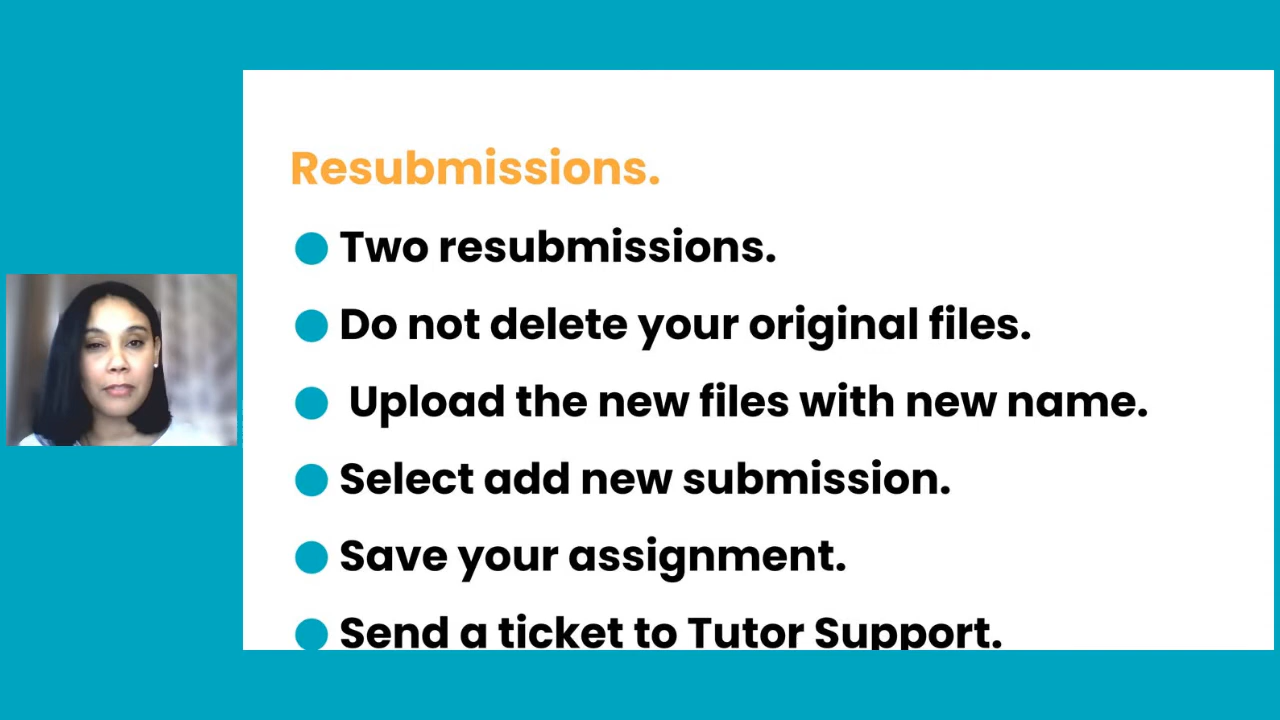 Resubmissions.
Two resubmissions.
Do not delete your original files.
Upload the new files with new name.
Select add new submission.
Save your assignment.
Send a ticket to Tutor Support.